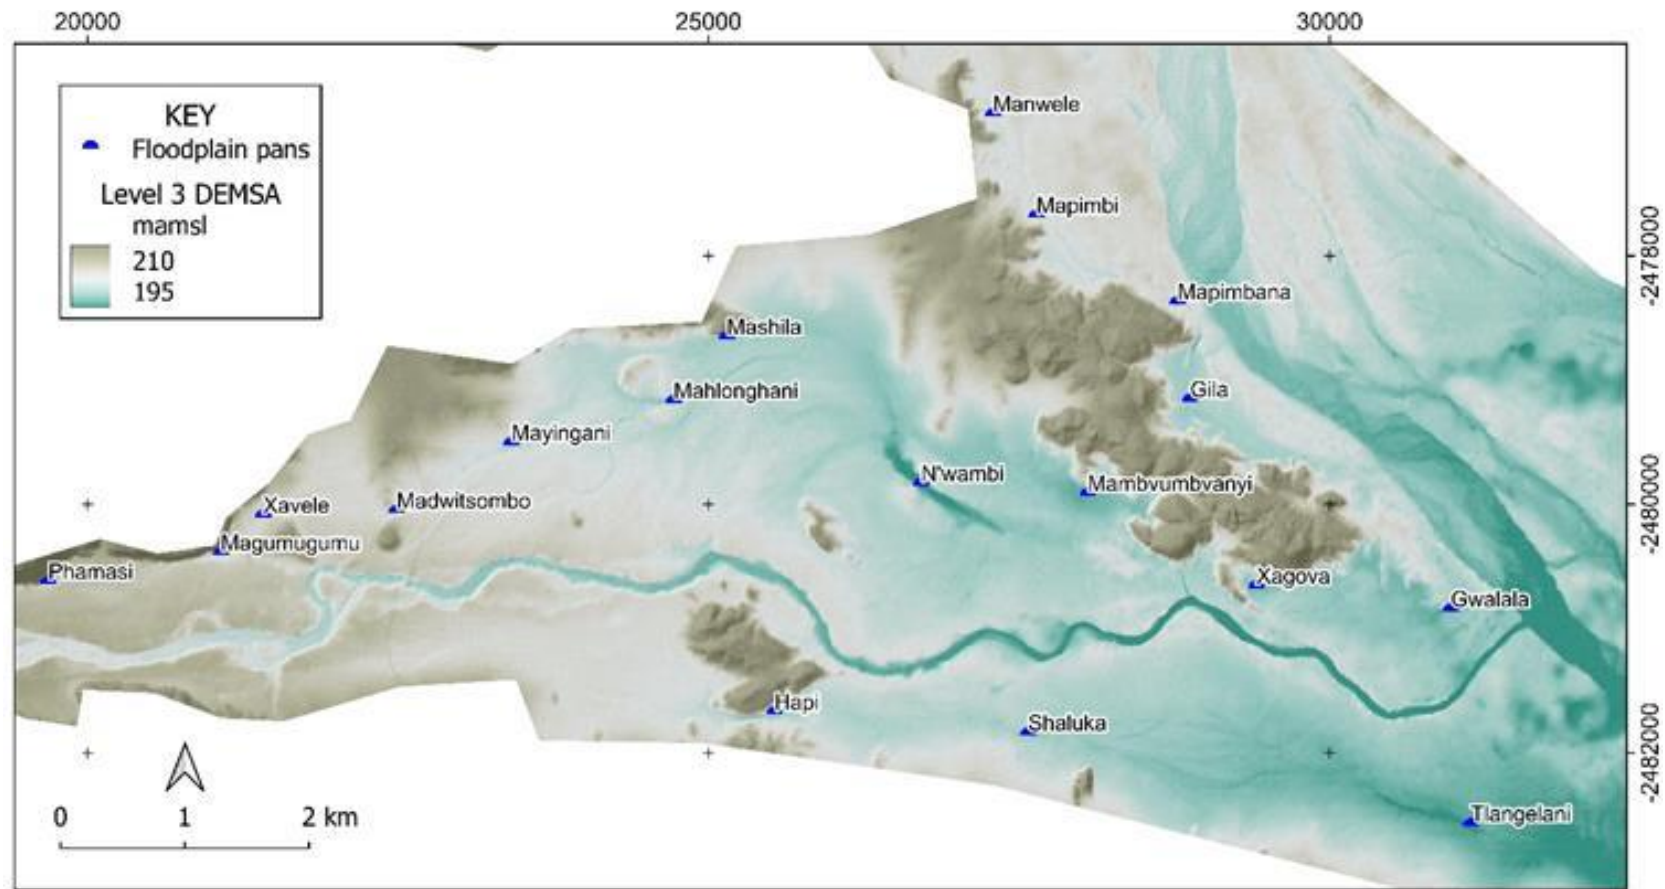 20000 25000 30000
KEY
Floodplain pans
Level 3 DEMSA
mamsl
210
195
Manwele
Mapimbi
-2478000
Mapimbana
Mashila
Mahlonghani
Gila
Mayingani
N'wambi
Mambvumbvanyi
Xavele
Madwitsombo
-2480000
Magumugumu
Phamasi
Xagova
Gwalala
Hapi
Shaluka
-2482000
Tlangelani
0 1 2 km